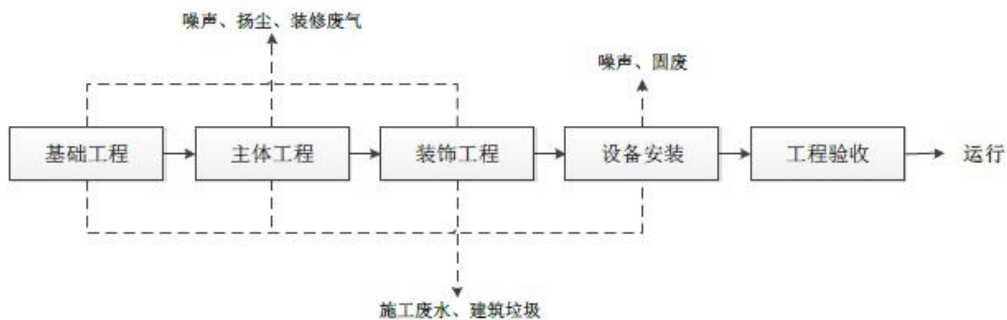 噪声、扬尘、装修废气
噪声、固废
基础工程
主体工程
装饰工程
设备安装
工程验收
运行
施工废水、建筑垃圾